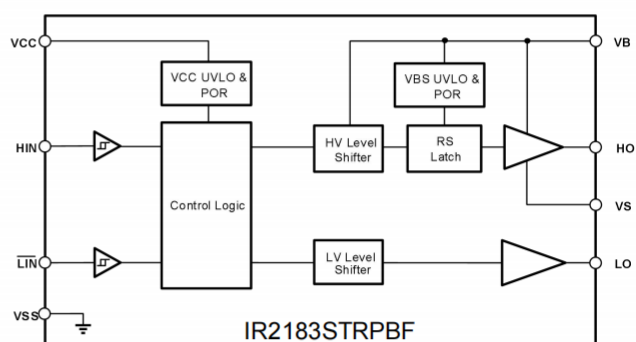 VCC
VB
VCC UVLO &
POR
VBS UVLO &
POR
HIN
HV Level
Shifter
RS
Latch
HO
Control Logic
VS
LIN
LV Level
Shifter
LO
VSS
IR2183STRPBF